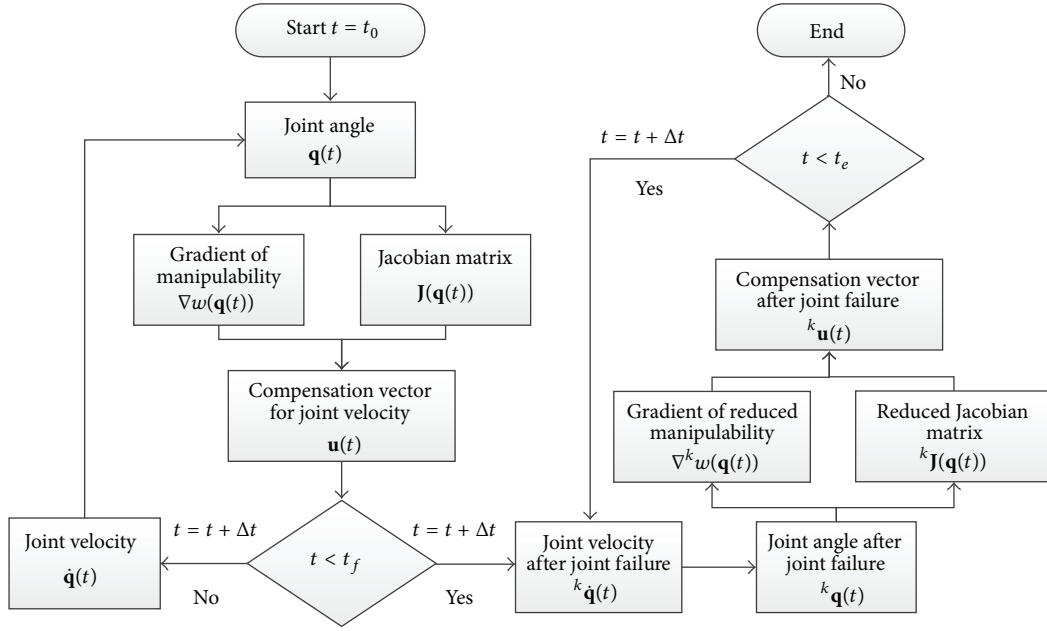 Start t = t₀
Joint angle
q(t)
Gradient of
manipulability
∇w(q(t))
Jacobian matrix
J(q(t))
Compensation vector
for joint velocity
u(t)
t < t_f
t = t + Δt
No
t = t + Δt
Yes
Joint velocity
q̇(t)
Joint velocity
after joint failure
ᵏq̇(t)
Joint angle after
joint failure
ᵏq(t)
Gradient of reduced
manipulability
∇ᵏw(q(t))
Reduced Jacobian
matrix
ᵏJ(q(t))
Compensation vector
after joint failure
ᵏu(t)
t < tₑ
t = t + Δt
Yes
No
End